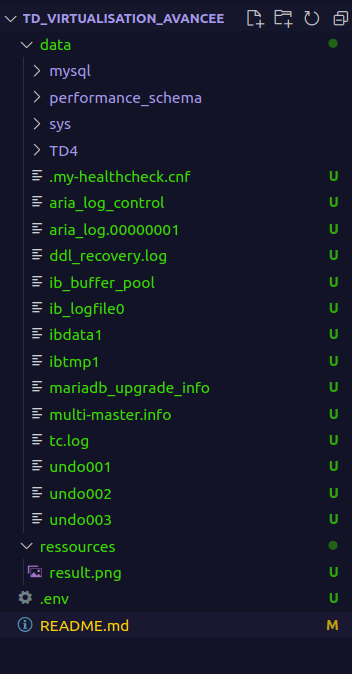 TD_VIRTUALISATION_AVANCEE
data
mysql
performance_schema
sys
TD4
.my-healthcheck.cnf U
aria_log_control U
aria_log.00000001 U
ddl_recovery.log U
ib_buffer_pool U
ib_logfile0 U
ibdata1 U
ibtmp1 U
mariadb_upgrade_info U
multi-master.info U
tc.log U
undo001 U
undo002 U
undo003 U
ressources
result.png U
.env U
README.md M